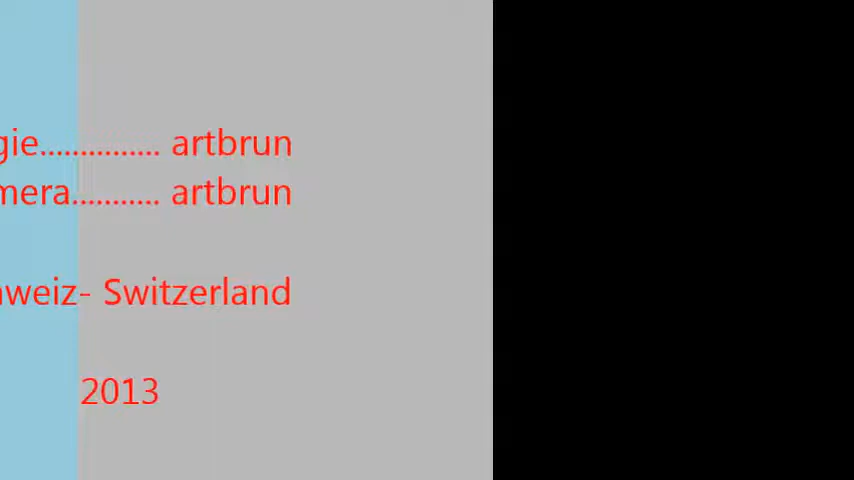 gie............... artbrun
mera........... artbrun
weiz- Switzerland
2013